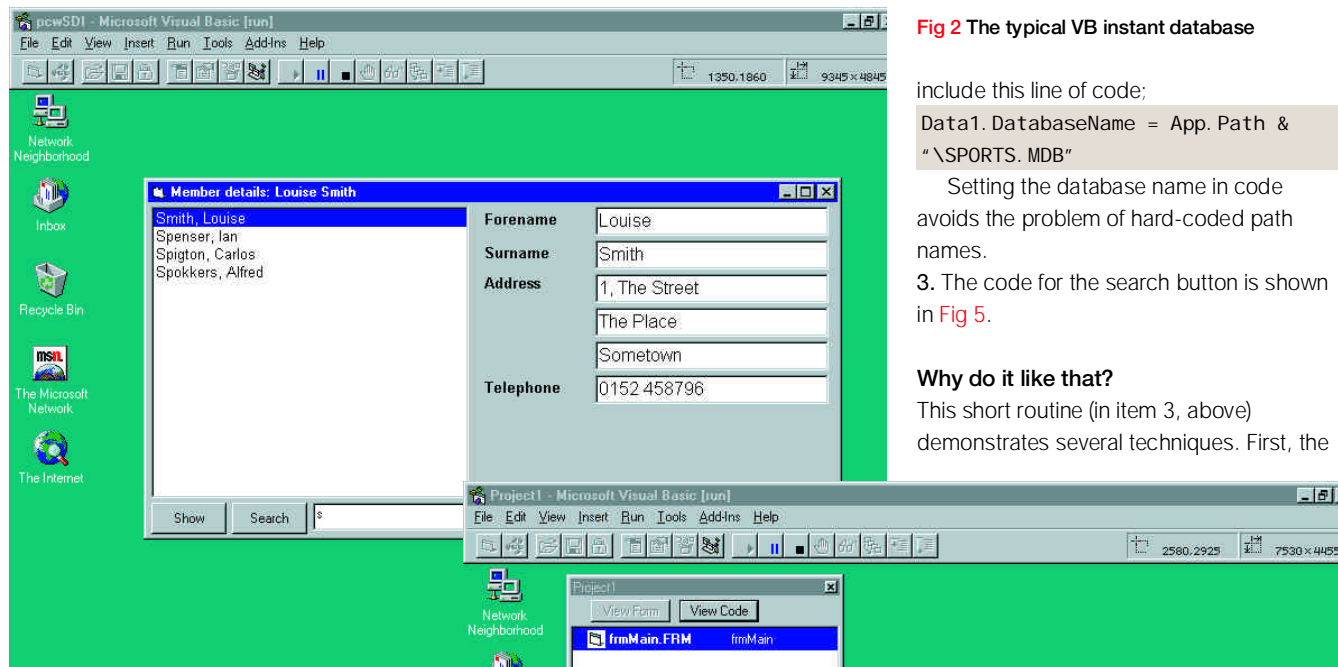 pcwSDI - Microsoft Visual Basic [run]
File Edit View Insert Run Tools Add-Ins Help
1350,1860 9345×4845
Network
Neighborhood
Inbox
Recycle Bin
msn.
The Microsoft
Network
The Internet
Member details: Louise Smith
Smith, Louise
Spenser, Ian
Spigton, Carlos
Spokkers, Alfred
Forename Louise
Surname Smith
Address 1, The Street
The Place
Sometown
Telephone 0152 458796
Show Search s
Project1 - Microsoft Visual Basic [run]
File Edit View Insert Run Tools Add-Ins Help
2580,2925 7530×4455
Network
Neighborhood
Project1
View Form View Code
frmMain.FRM frmMain
Fig 2 The typical VB instant database
include this line of code;
Data1.DatabaseName = App.Path &
“\SPORTS.MDB”
Setting the database name in code
avoids the problem of hard-coded path
names.
3. The code for the search button is shown
in Fig 5.
Why do it like that?
This short routine (in item 3, above)
demonstrates several techniques. First, the